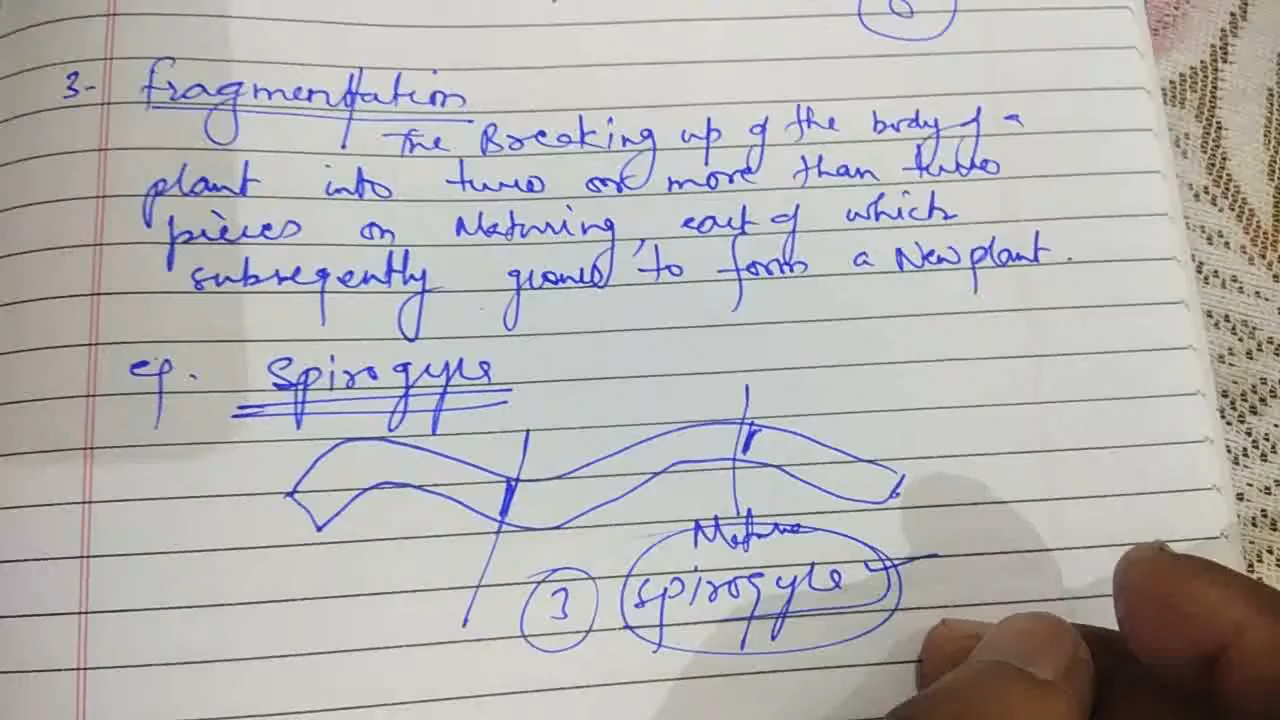 3- fragmentation
The Breaking up of the body of a
plant into two or more than two
pieces on Maturing, each of which
subseqently grows to form a New plant.
eg. Spirogyra
Mature
3 spirogyra